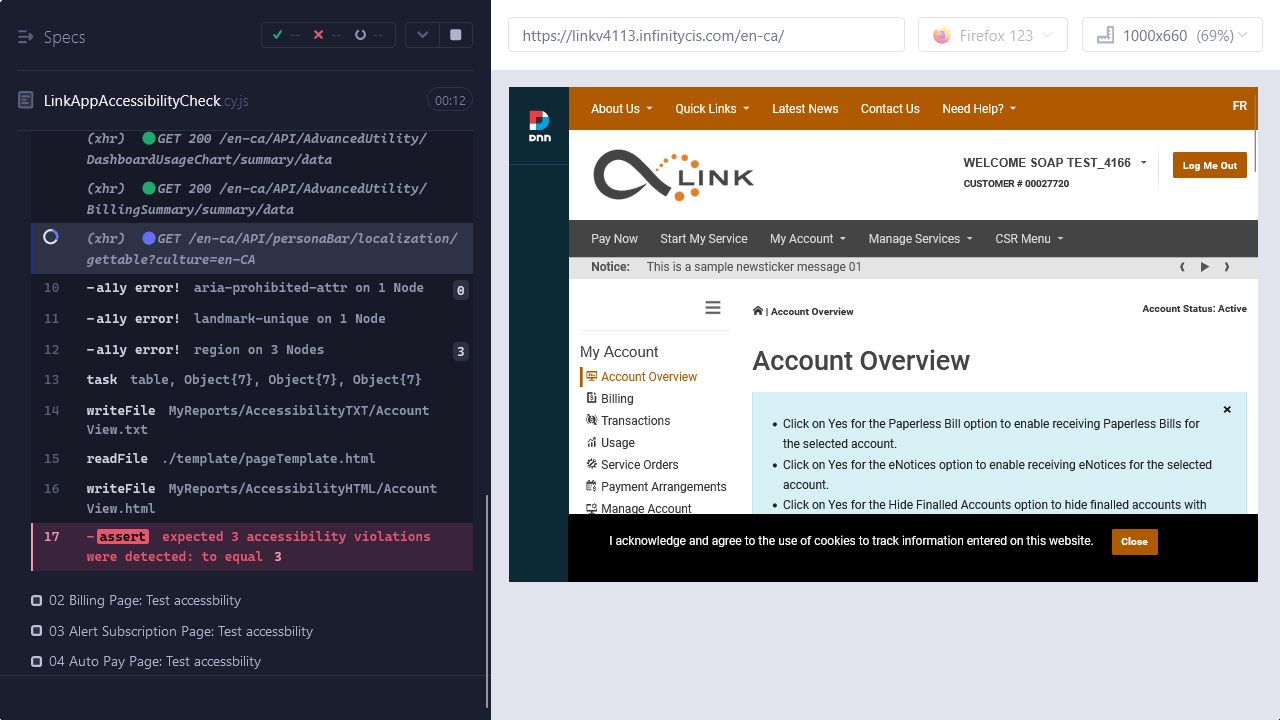 Specs
-- -- --
LinkAppAccessibilityCheck.cy.js 00:12
(xhr) GET 200 /en-ca/API/AdvancedUtility/
DashboardUsageChart/summary/data
(xhr) GET 200 /en-ca/API/AdvancedUtility/
BillingSummary/summary/data
(xhr) GET /en-ca/API/personaBar/localization/
gettable?culture=en-CA
10 -a11y error! aria-prohibited-attr on 1 Node 0
11 -a11y error! landmark-unique on 1 Node
12 -a11y error! region on 3 Nodes 3
13 task table, Object{7}, Object{7}, Object{7}
14 writeFile MyReports/AccessibilityTXT/Account
View.txt
15 readFile ./template/pageTemplate.html
16 writeFile MyReports/AccessibilityHTML/Account
View.html
17 -assert expected 3 accessibility violations
were detected: to equal 3
02 Billing Page: Test accessbility
03 Alert Subscription Page: Test accessbility
04 Auto Pay Page: Test accessbility
https://linkv4113.infinitycis.com/en-ca/
Firefox 123
1000x660 (69%)
dnn
About Us Quick Links Latest News Contact Us Need Help? FR
LINK
WELCOME SOAP TEST_4166
CUSTOMER # 00027720
Log Me Out
Pay Now Start My Service My Account Manage Services CSR Menu
Notice: This is a sample newsticker message 01
| Account Overview
Account Status: Active
My Account
Account Overview
Billing
Transactions
Usage
Service Orders
Payment Arrangements
Manage Account
Account Overview
Click on Yes for the Paperless Bill option to enable receiving Paperless Bills for
the selected account.
Click on Yes for the eNotices option to enable receiving eNotices for the selected
account.
Click on Yes for the Hide Finalled Accounts option to hide finalled accounts with
I acknowledge and agree to the use of cookies to track information entered on this website.
Close